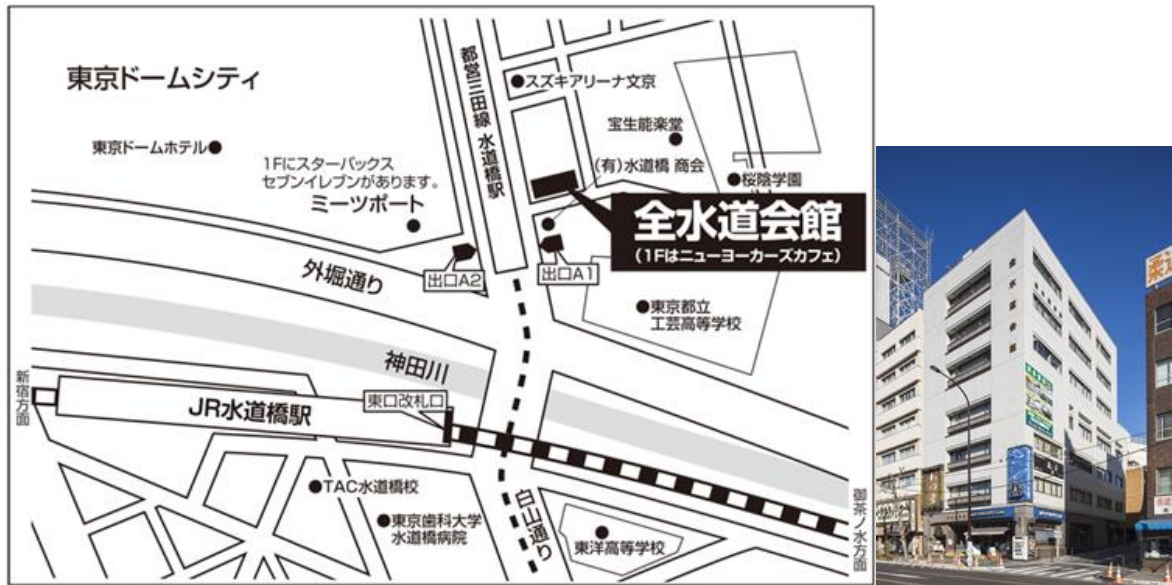 東京ドームシティ
東京ドームホテル
1Fにスターバックス
セブンイレブンがあります。
ミーツポート
都営三田線 水道橋駅
スズキアリーナ文京
宝生能楽堂
(有)水道橋 商会
桜陰学園
全水道会館
(1Fはニューヨーカーズカフェ)
出口A2
出口A1
外堀通り
東京都立
工芸高等学校
神田川
新宿方面
JR水道橋駅
東口改札口
TAC水道橋校
東京歯科大学
水道橋病院
白山通り
東洋高等学校
御茶ノ水方面
全水道会館